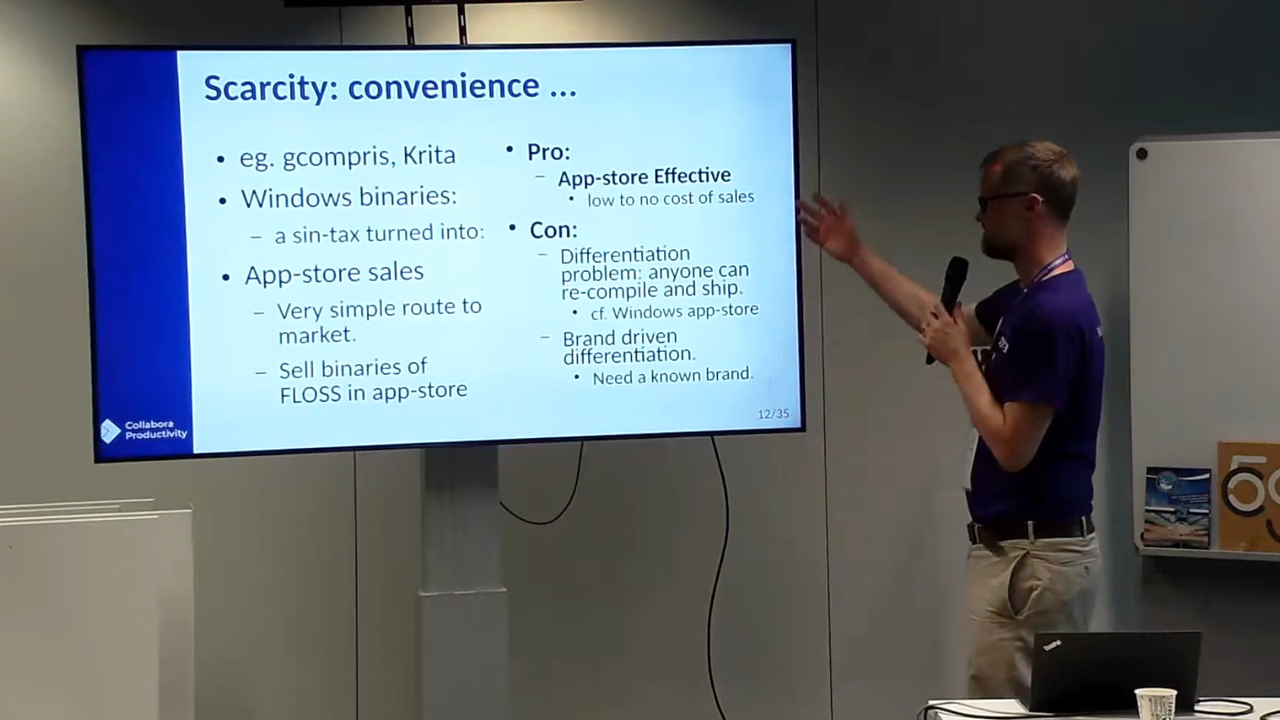 Scarcity: convenience ...
• eg. gcompris, Krita
• Windows binaries:
– a sin-tax turned into:
• App-store sales
– Very simple route to
market.
– Sell binaries of
FLOSS in app-store
• Pro:
– App-store Effective
• low to no cost of sales
• Con:
– Differentiation
problem: anyone can
re-compile and ship.
• cf. Windows app-store
– Brand driven
differentiation.
• Need a known brand.
12/35
Collabora
Productivity
ThinkPad